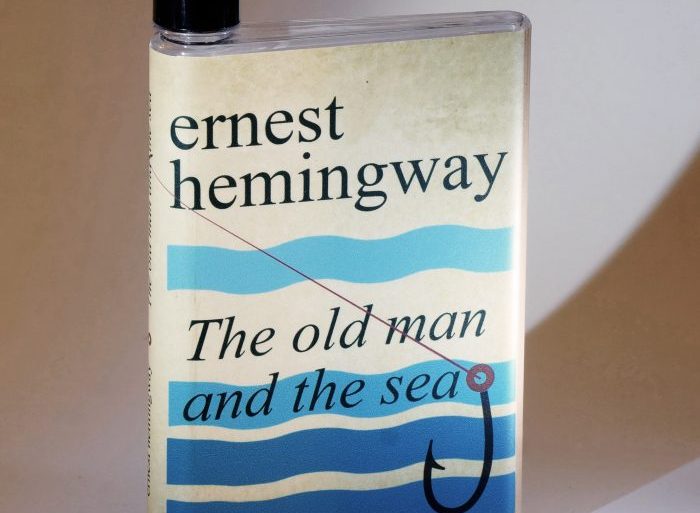 ernest
hemingway
The old man
and the sea